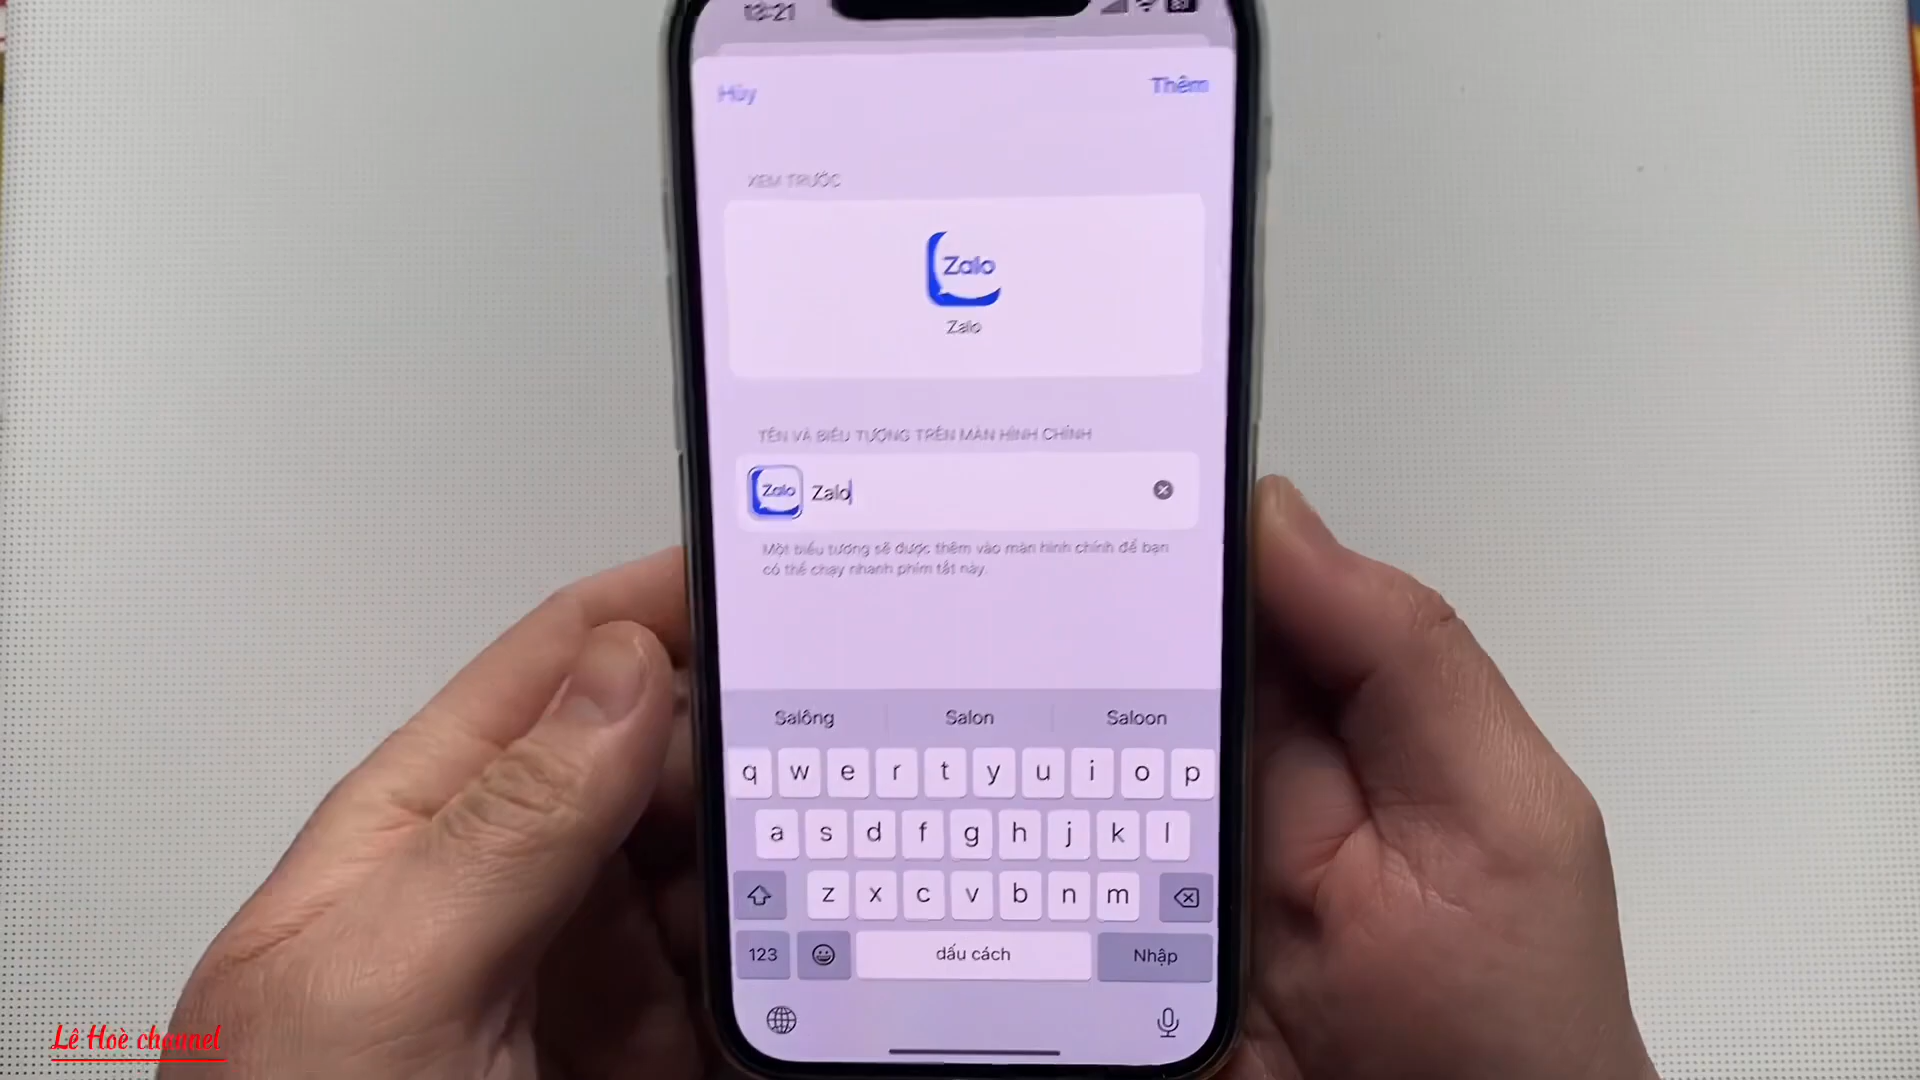 13:21
Hủy
Thêm
XEM TRƯỚC
Zalo
Zalo
TÊN VÀ BIỂU TƯỢNG TRÊN MÀN HÌNH CHÍNH
Zalo Zalo
Một biểu tượng sẽ được thêm vào màn hình chính để bạn
có thể chạy nhanh phím tắt này.
Salông Salon Saloon
q w e r t y u i o p
a s d f g h j k l
z x c v b n m
123 dấu cách Nhập
Lê Hoè channel